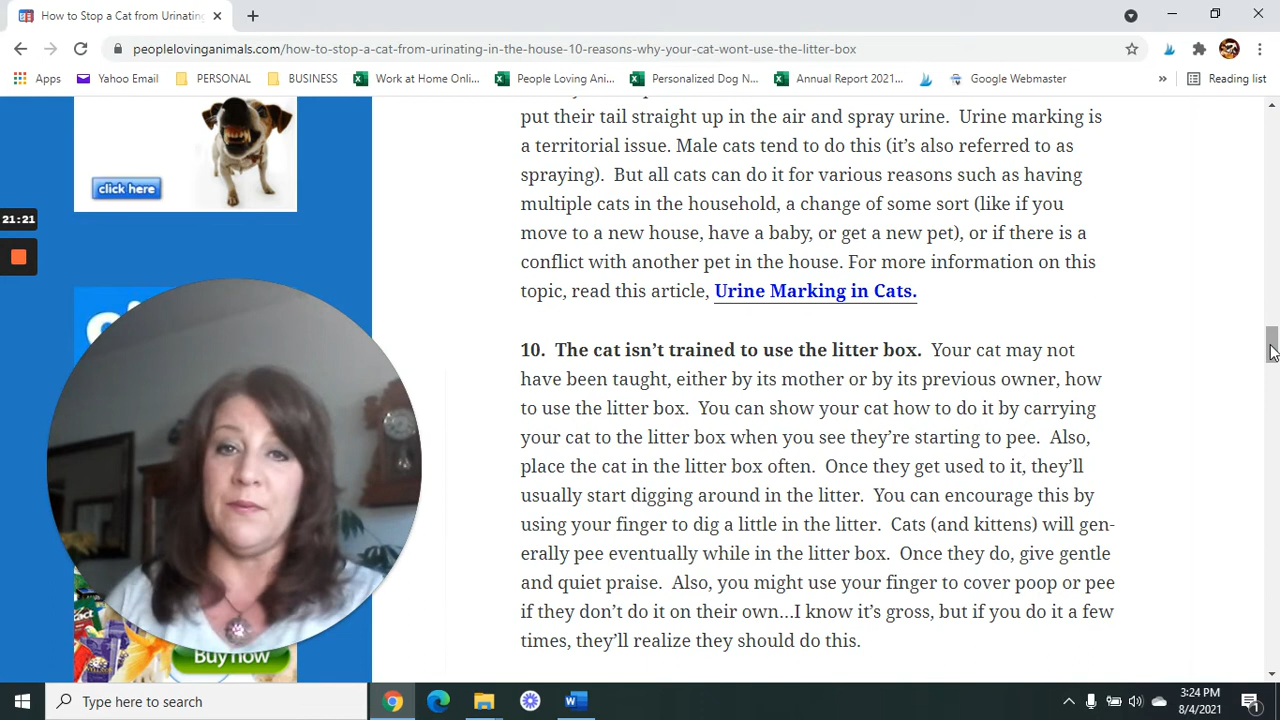 How to Stop a Cat from Urinating
peoplelovinganimals.com/how-to-stop-a-cat-from-urinating-in-the-house-10-reasons-why-your-cat-wont-use-the-litter-box
Apps Yahoo Email PERSONAL BUSINESS Work at Home Onli... People Loving Ani... Personalized Dog N... Annual Report 2021... Google Webmaster » Reading list
click here
21:21
put their tail straight up in the air and spray urine. Urine marking is
a territorial issue. Male cats tend to do this (it’s also referred to as
spraying). But all cats can do it for various reasons such as having
multiple cats in the household, a change of some sort (like if you
move to a new house, have a baby, or get a new pet), or if there is a
conflict with another pet in the house. For more information on this
topic, read this article, Urine Marking in Cats.
10. The cat isn’t trained to use the litter box. Your cat may not
have been taught, either by its mother or by its previous owner, how
to use the litter box. You can show your cat how to do it by carrying
your cat to the litter box when you see they’re starting to pee. Also,
place the cat in the litter box often. Once they get used to it, they’ll
usually start digging around in the litter. You can encourage this by
using your finger to dig a little in the litter. Cats (and kittens) will gen-
erally pee eventually while in the litter box. Once they do, give gentle
and quiet praise. Also, you might use your finger to cover poop or pee
if they don’t do it on their own...I know it’s gross, but if you do it a few
times, they’ll realize they should do this.
Buy now
Type here to search
3:24 PM
8/4/2021
1